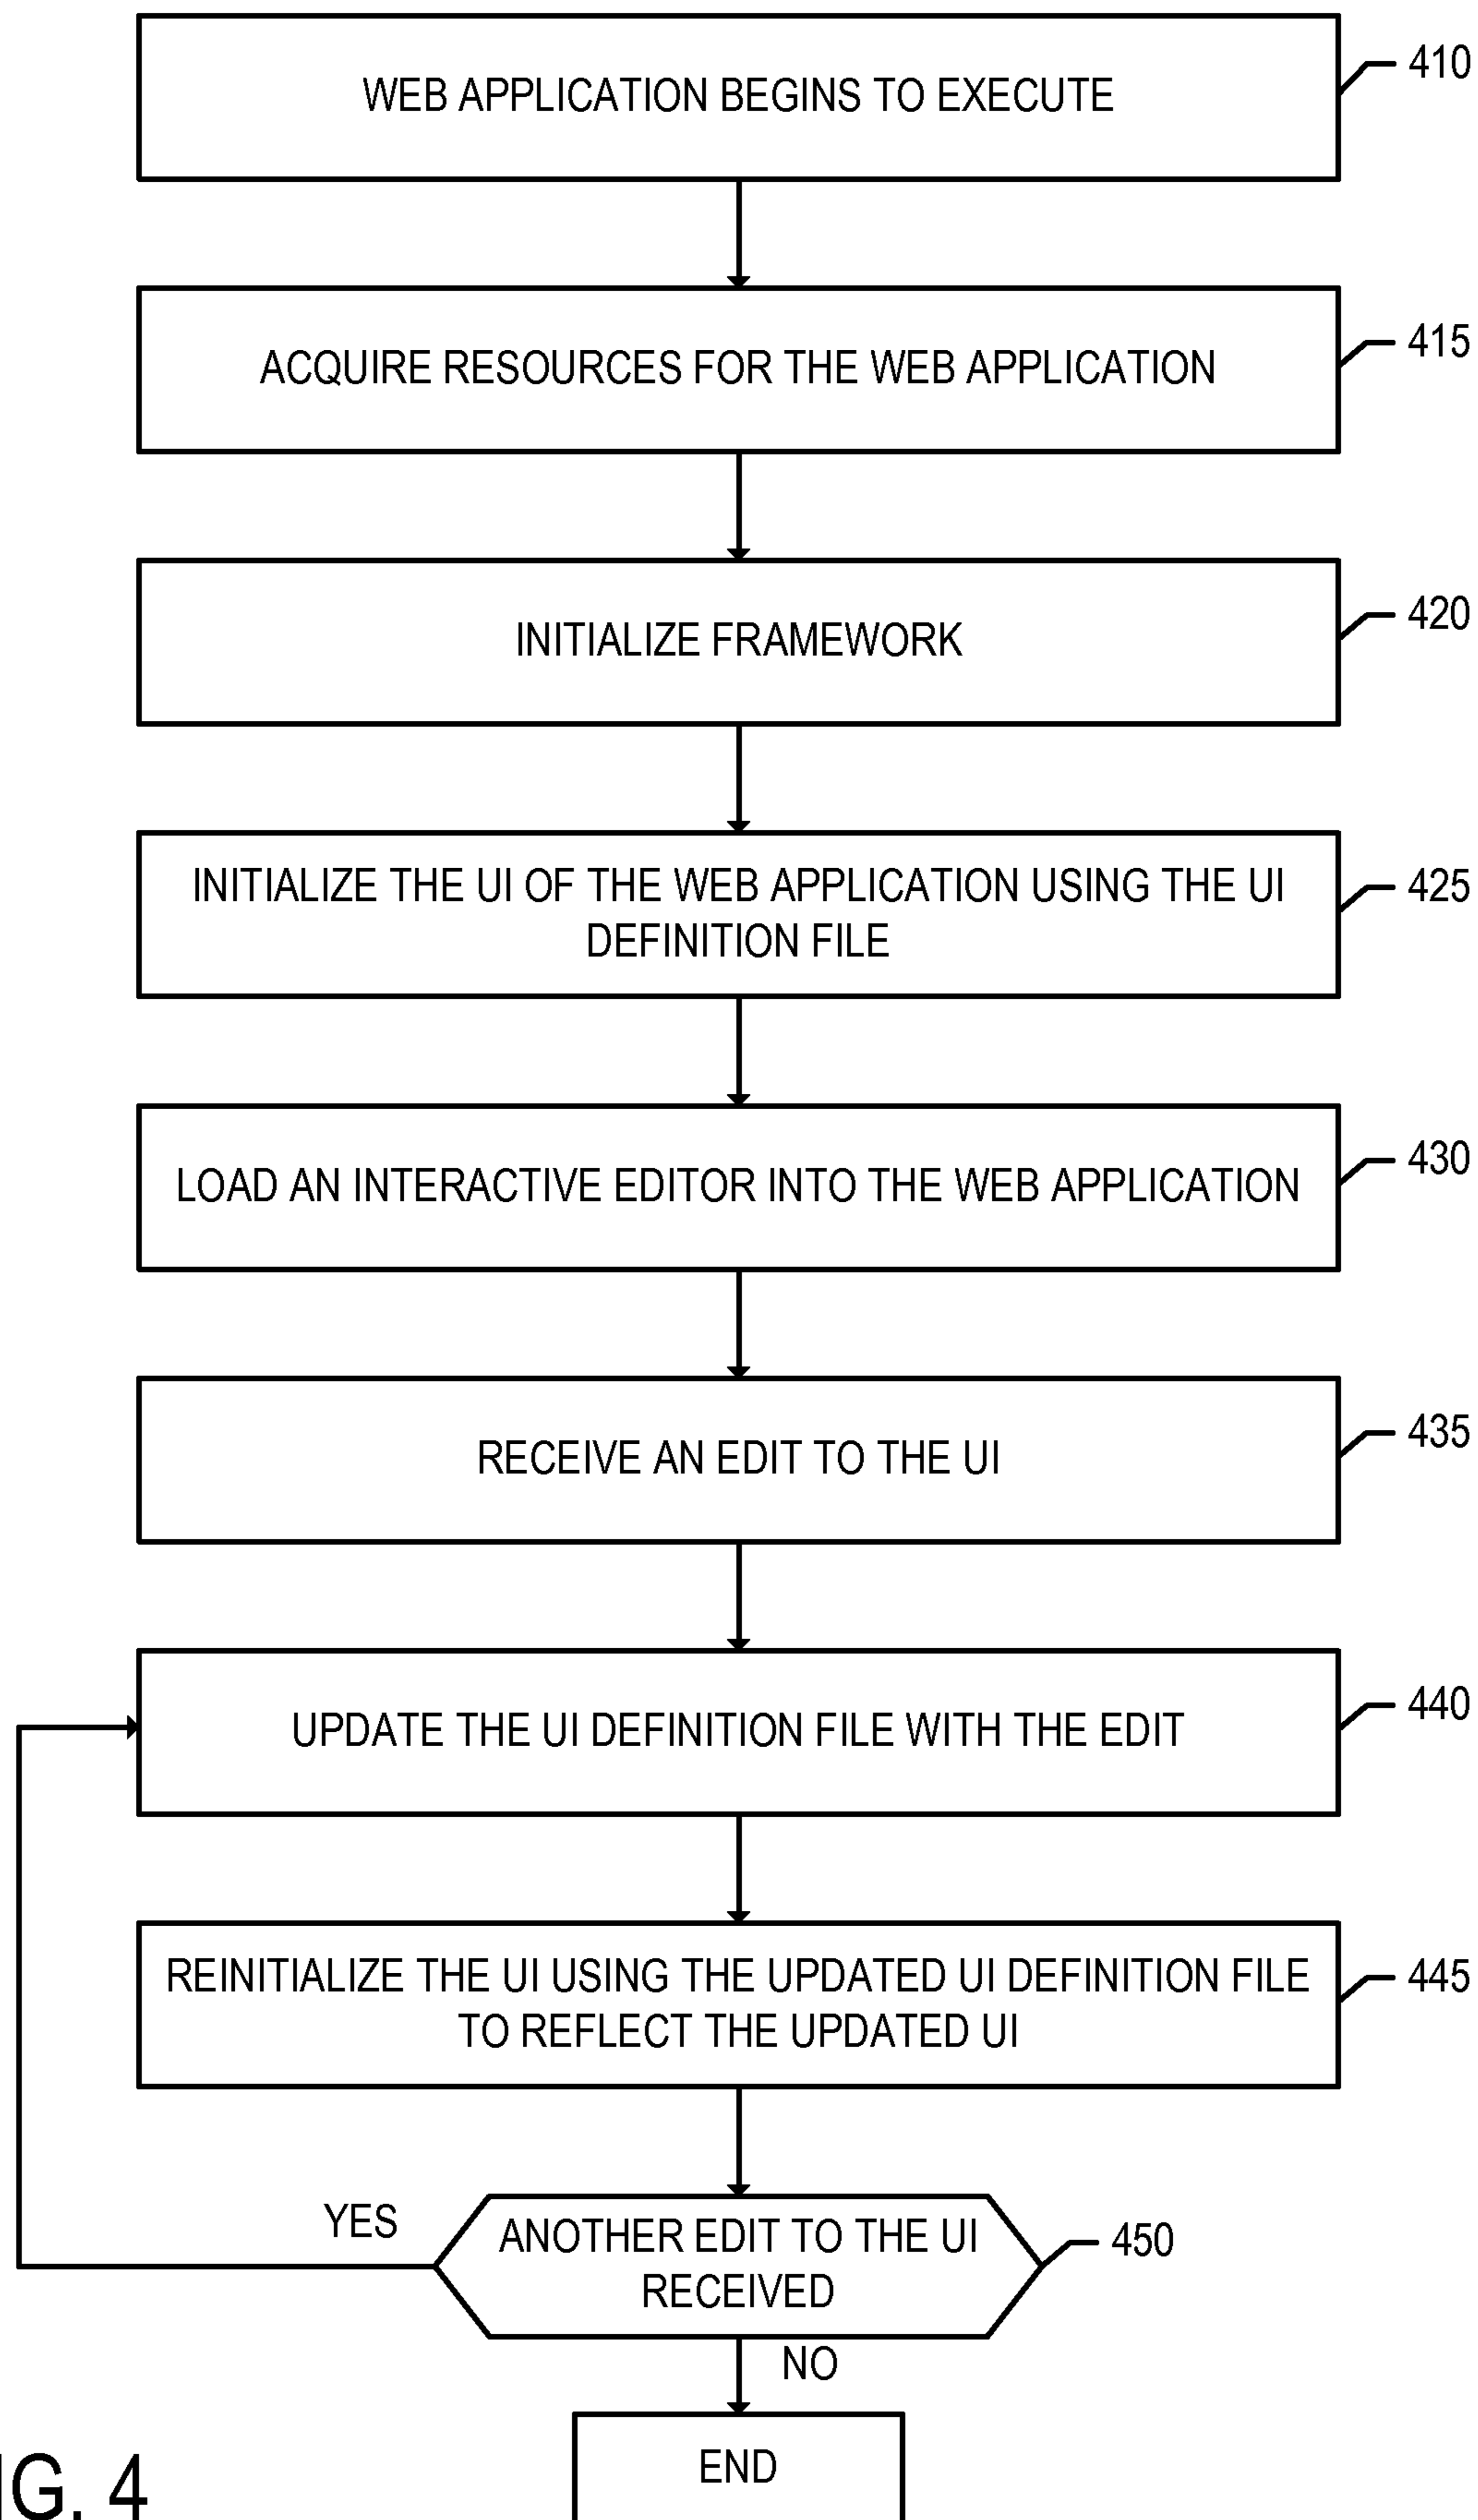 WEB APPLICATION BEGINS TO EXECUTE
410
ACQUIRE RESOURCES FOR THE WEB APPLICATION
415
INITIALIZE FRAMEWORK
420
INITIALIZE THE UI OF THE WEB APPLICATION USING THE UI
DEFINITION FILE
425
LOAD AN INTERACTIVE EDITOR INTO THE WEB APPLICATION
430
RECEIVE AN EDIT TO THE UI
435
UPDATE THE UI DEFINITION FILE WITH THE EDIT
440
REINITIALIZE THE UI USING THE UPDATED UI DEFINITION FILE
TO REFLECT THE UPDATED UI
445
YES
ANOTHER EDIT TO THE UI
RECEIVED
450
NO
END
IG. 4